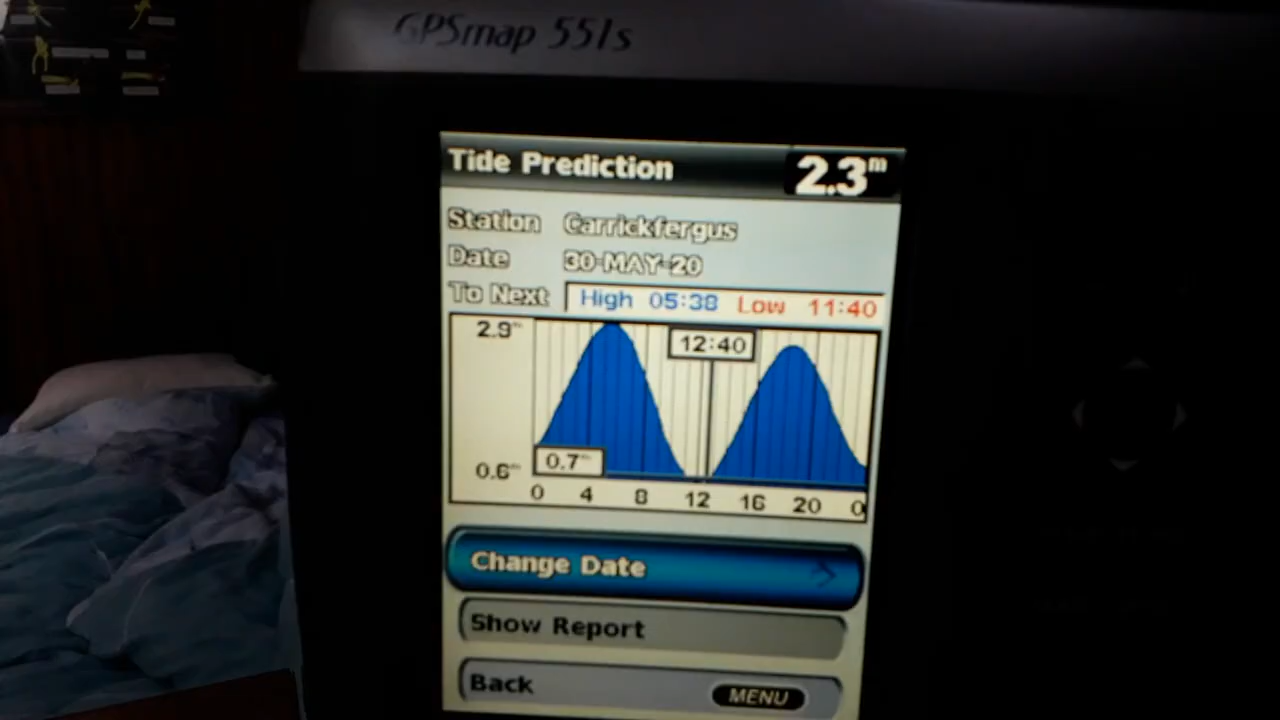 GPSmap 551s
Tide Prediction 2.3m
Station Carrickfergus
Date 30-MAY-20
To Next High 05:38 Low 11:40
2.9m
12:40
0.7m
0.6m
0 4 8 12 16 20 0
Change Date
Show Report
Back MENU